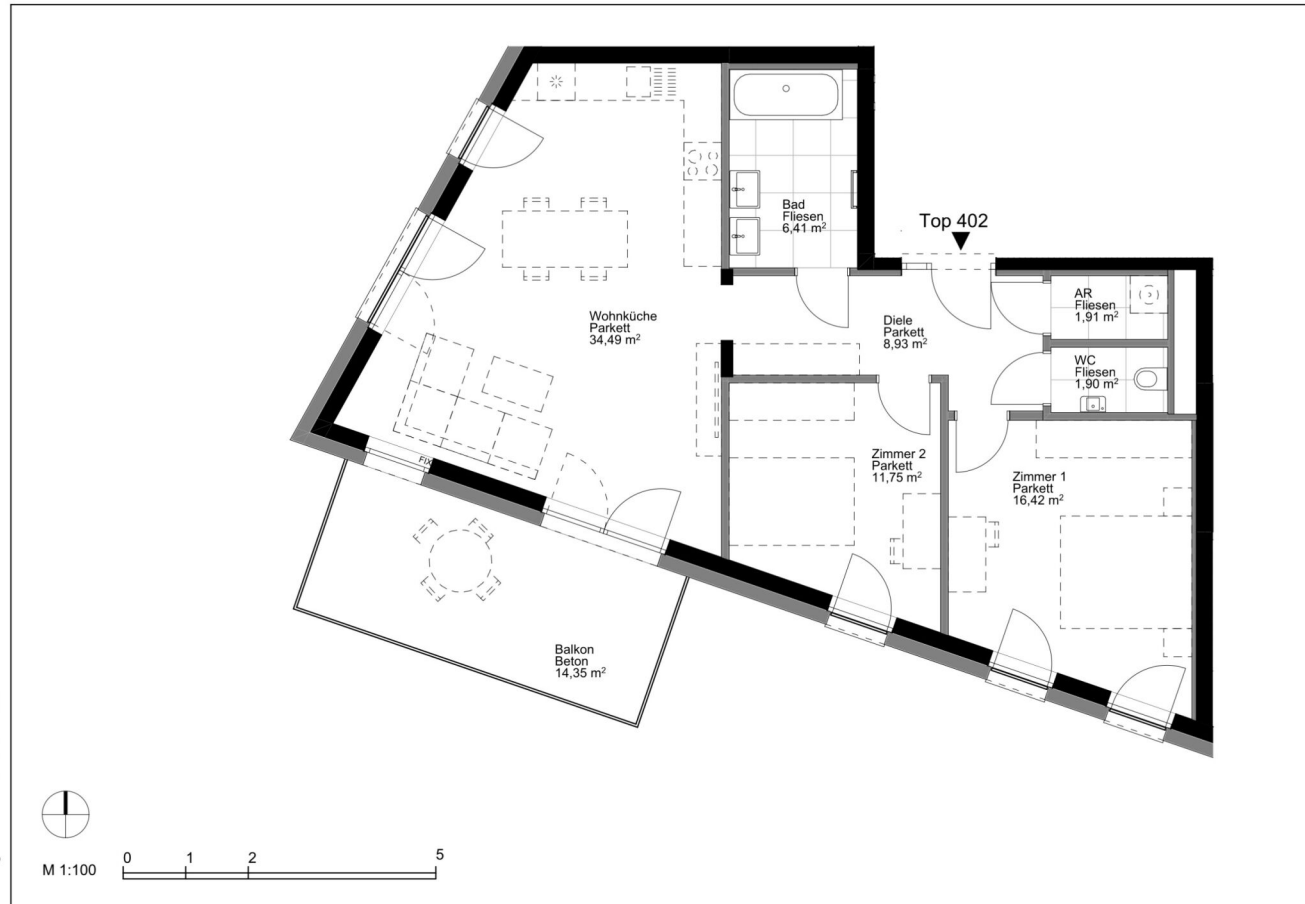 Top 402
Bad
Fliesen
6,41 m²
Wohnküche
Parkett
34,49 m²
Diele
Parkett
8,93 m²
AR
Fliesen
1,91 m²
WC
Fliesen
1,90 m²
Zimmer 2
Parkett
11,75 m²
Zimmer 1
Parkett
16,42 m²
FIX
Balkon
Beton
14,35 m²
M 1:100
0 1 2 5